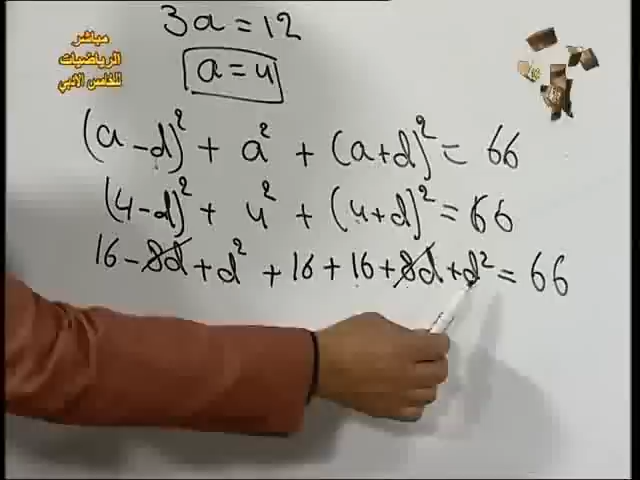 مباشر
الرياضيات
للخامس الادبي
3a = 12
a = 4
(a - d)² + a² + (a + d)² = 66
(4 - d)² + 4² + (4 + d)² = 66
16 - 8d + d² + 16 + 16 + 8d + d² = 66